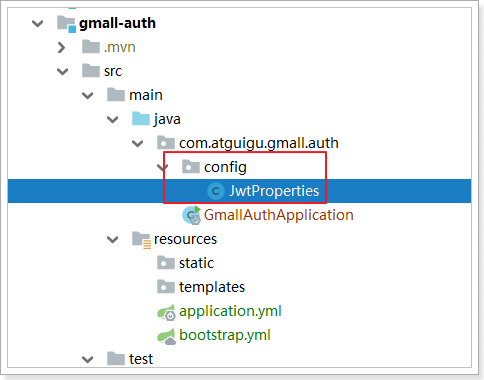 gmall-auth
.mvn
src
main
java
com.atguigu.gmall.auth
config
JwtProperties
GmallAuthApplication
resources
static
templates
application.yml
bootstrap.yml
test